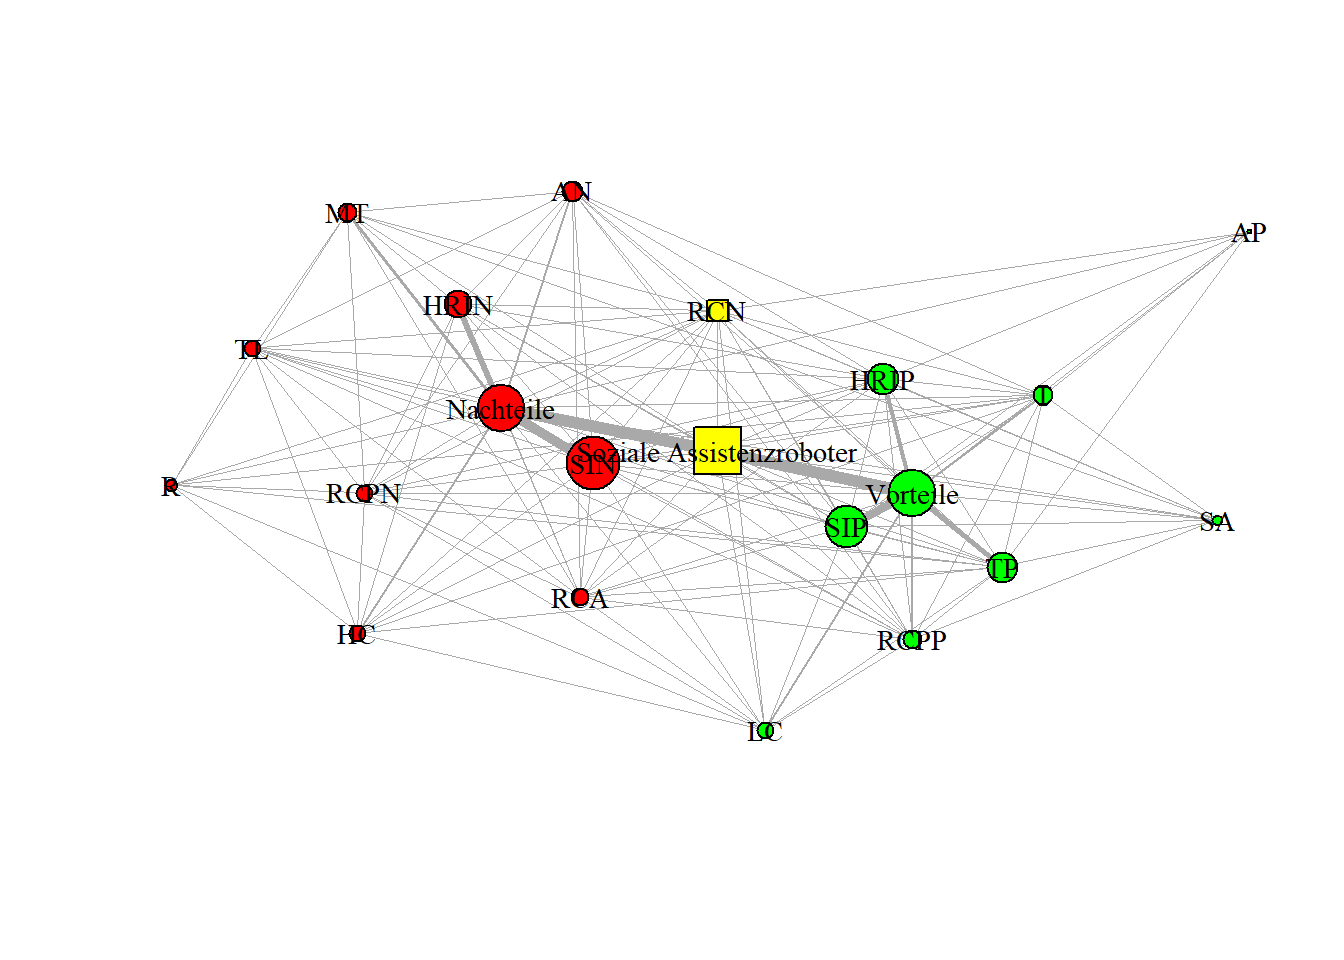 AN
MT
AP
HRIN
RCN
TL
HRIP
I
Nachteile
Soziale Assistenzroboter
SIN
R
RCPN
Vorteile
SIP
SA
TP
RCA
HC
RCPP
LC